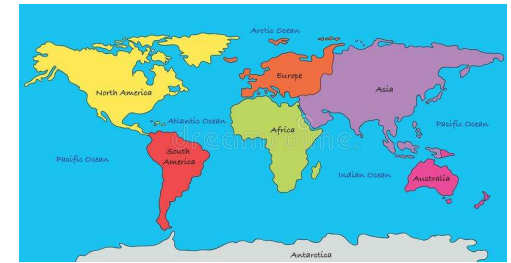 Arctic Ocean
Europe
North America
Asia
Atlantic Ocean
Pacific Ocean
Africa
dreamstime
South
America
Pacific Ocean
Indian Ocean
Australia
Antarctica